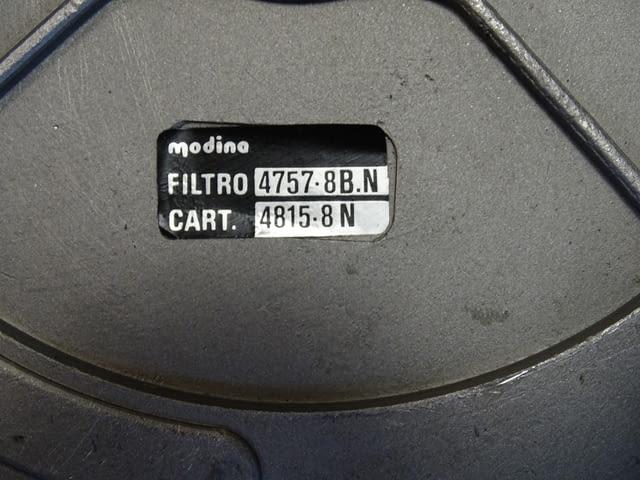 modina
FILTRO 4757·8B.N
CART. 4815·8 N